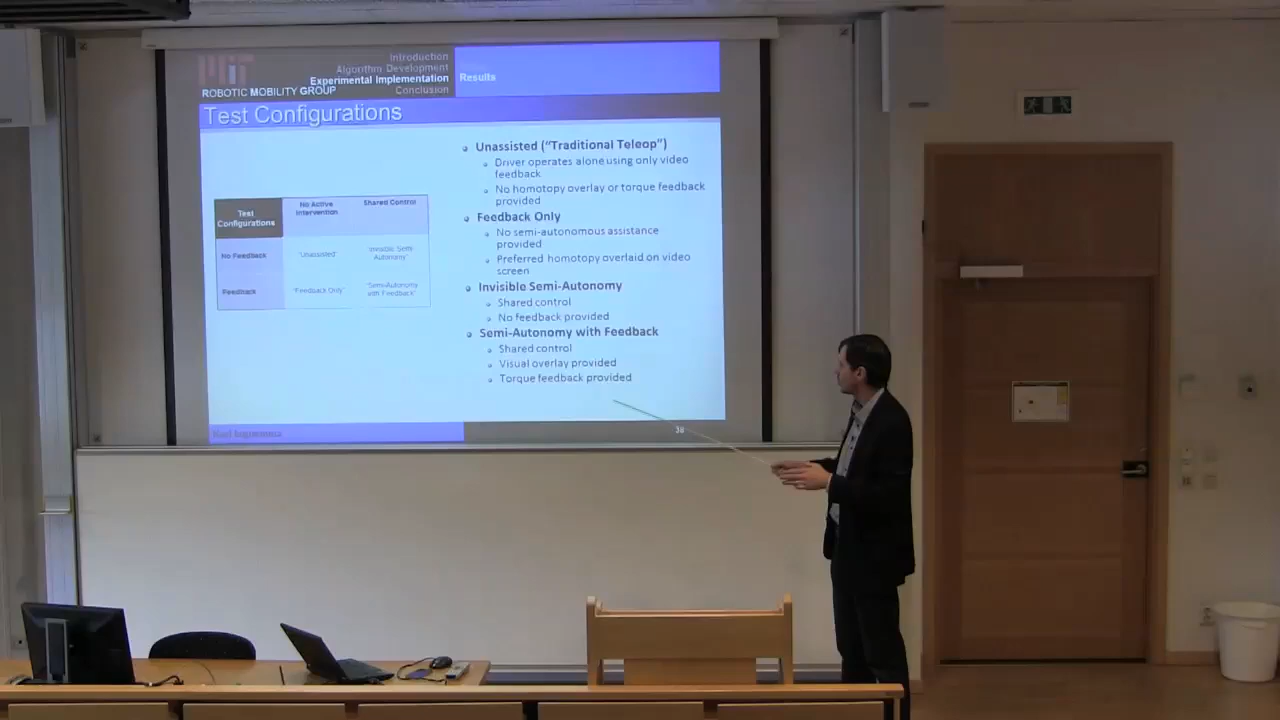 MIT
ROBOTIC MOBILITY GROUP
Introduction
Algorithm Development
Experimental Implementation
Conclusion
Results
Test Configurations
Test Configurations
No Active Intervention
Shared Control
No Feedback
"Unassisted"
"Invisible Semi-Autonomy"
Feedback
"Feedback Only"
"Semi-Autonomy with Feedback"
Unassisted ("Traditional Teleop")
Driver operates alone using only video
feedback
No homotopy overlay or torque feedback
provided
Feedback Only
No semi-autonomous assistance
provided
Preferred homotopy overlaid on video
screen
Invisible Semi-Autonomy
Shared control
No feedback provided
Semi-Autonomy with Feedback
Shared control
Visual overlay provided
Torque feedback provided
Karl Iagnemma